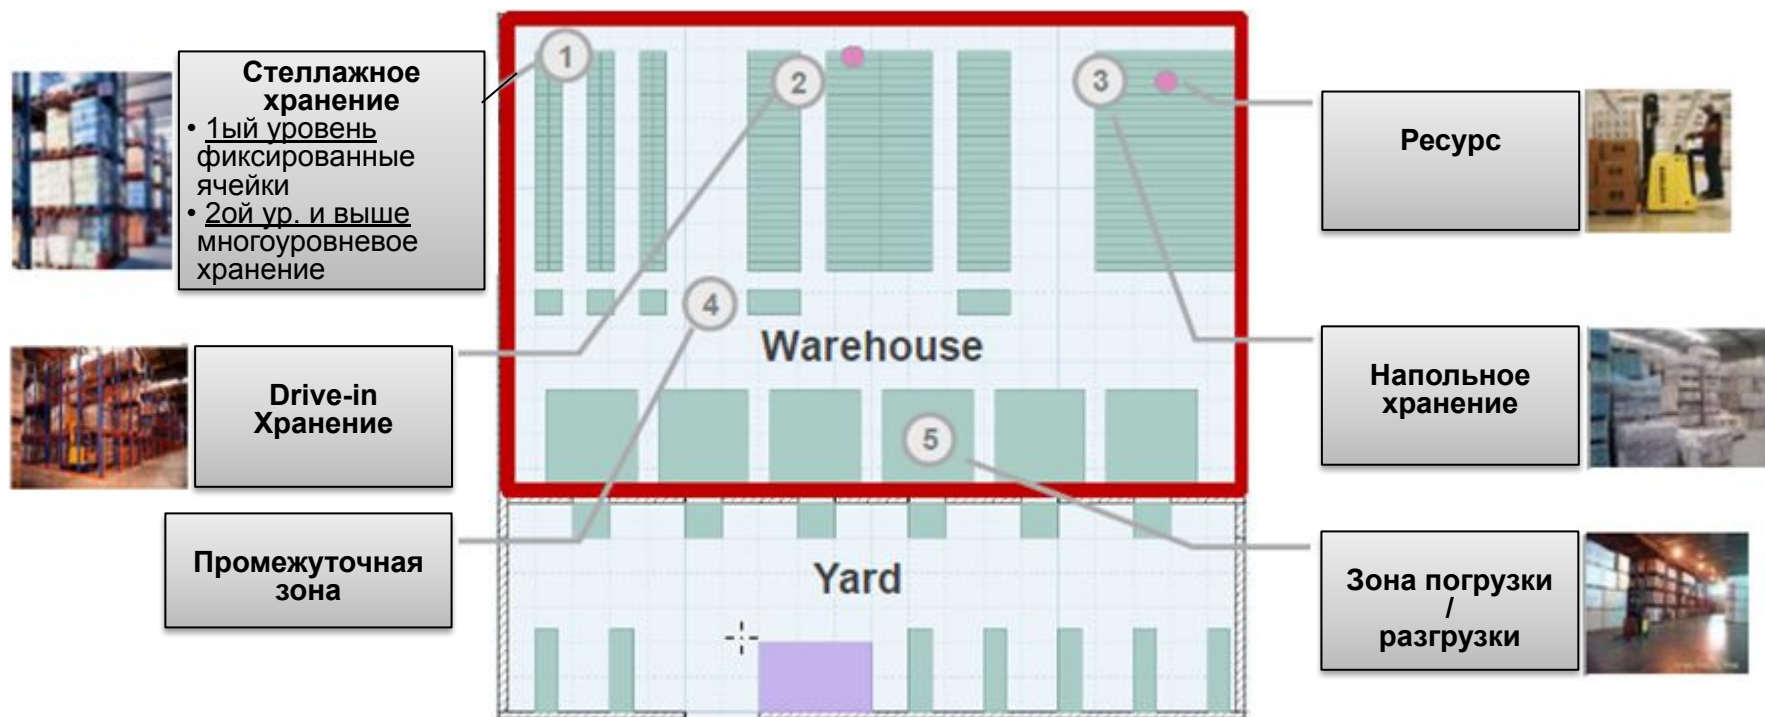 Стеллажное
хранение
• 1ый уровень
фиксированные
ячейки
• 2ой ур. и выше
многоуровневое
хранение
Drive-in
Хранение
Промежуточная
зона
1
2
3
4
Warehouse
5
Yard
Ресурс
Напольное
хранение
Зона погрузки
/
разгрузки